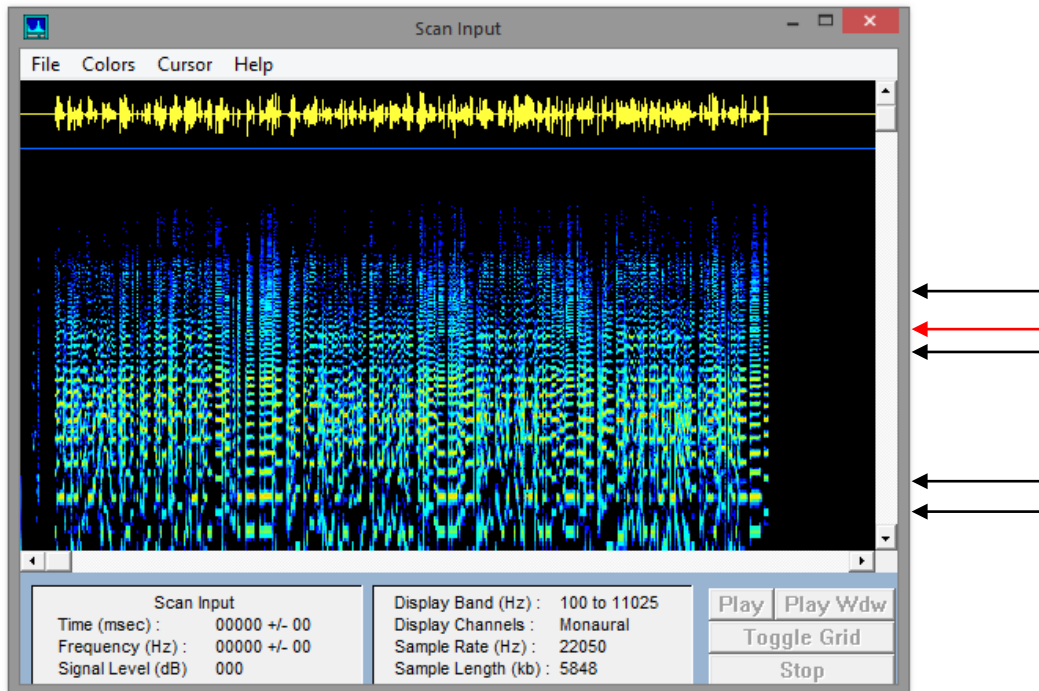 Scan Input
File Colors Cursor Help
Scan Input
Time (msec) : 00000 +/- 00
Frequency (Hz) : 00000 +/- 00
Signal Level (dB) 000
Display Band (Hz) : 100 to 11025
Display Channels : Monaural
Sample Rate (Hz) : 22050
Sample Length (kb) : 5848
Play Play Wdw
Toggle Grid
Stop